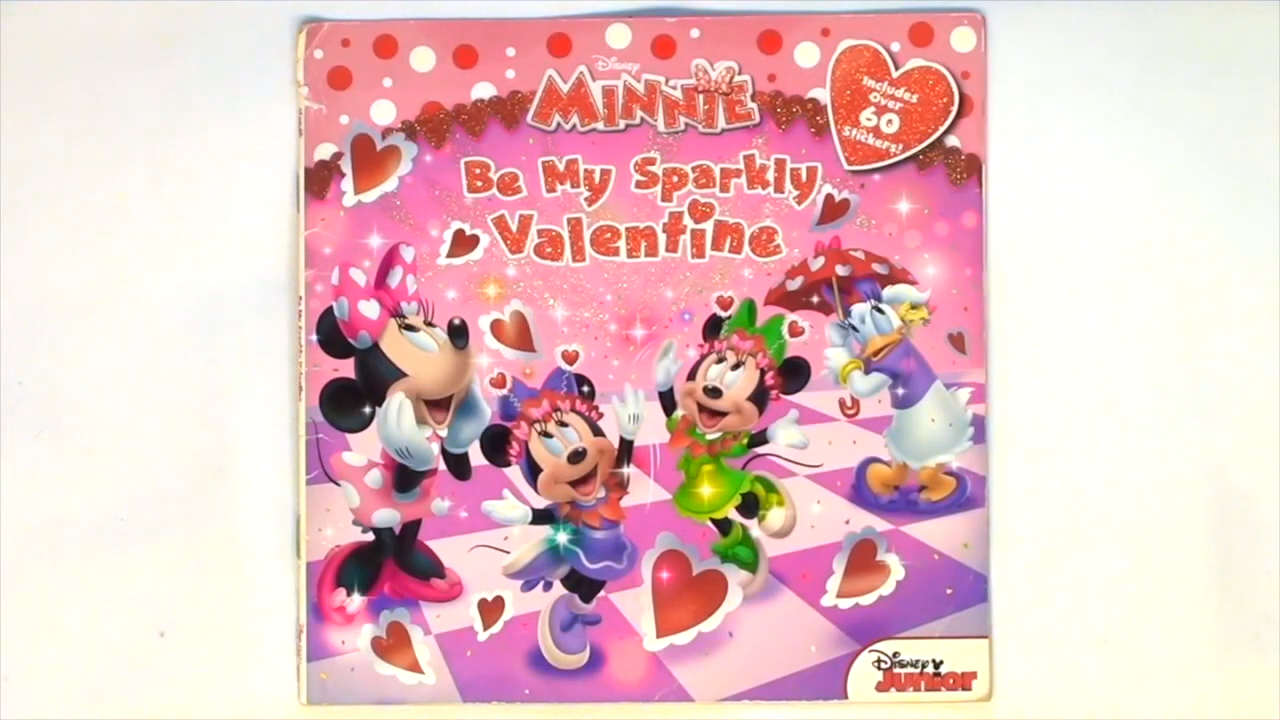 Disney
MINNIE
Includes
Over
60
Stickers!
Be My Sparkly
Valentine
Disney
Junior